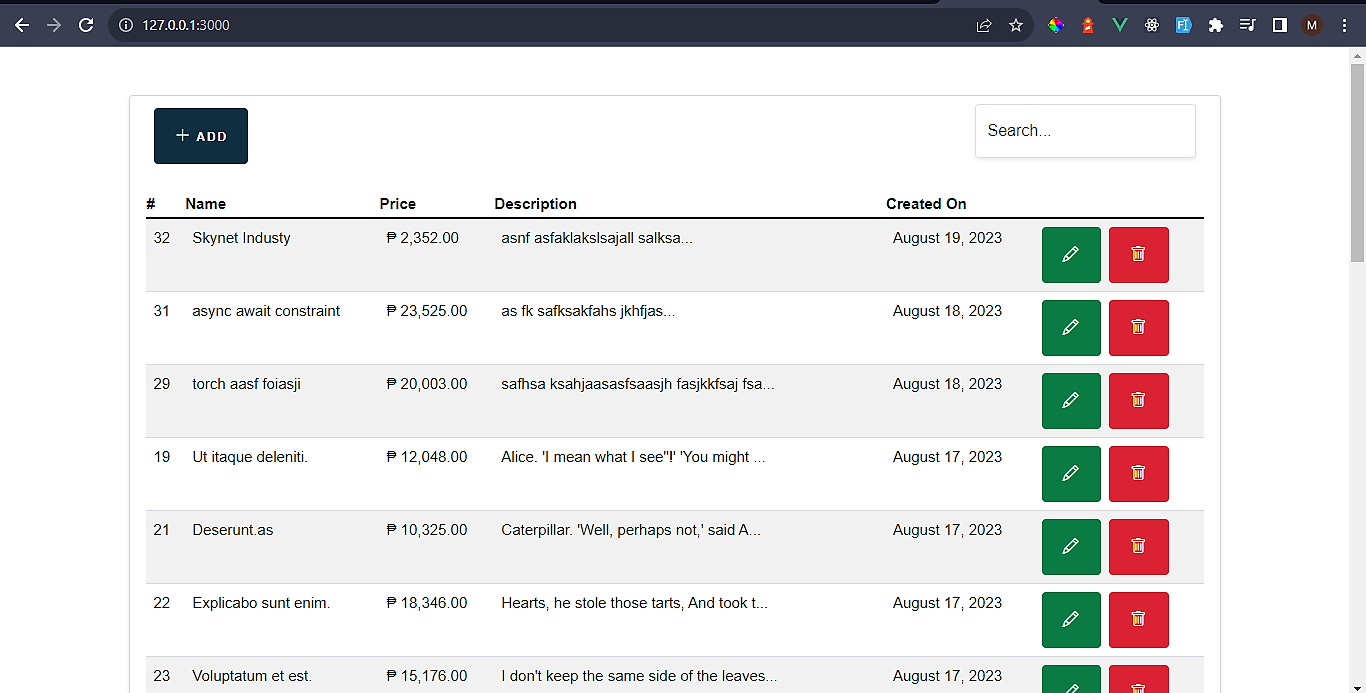 127.0.0.1:3000
M
+ ADD
Search...
# Name Price Description Created On
32 Skynet Industy ₱ 2,352.00 asnf asfaklakslsajall salksa... August 19, 2023
31 async await constraint ₱ 23,525.00 as fk safksakfahs jkhfjas... August 18, 2023
29 torch aasf foiasji ₱ 20,003.00 safhsa ksahjaasasfsaasjh fasjkkfsaj fsa... August 18, 2023
19 Ut itaque deleniti. ₱ 12,048.00 Alice. 'I mean what I see"!' 'You might ... August 17, 2023
21 Deserunt.as ₱ 10,325.00 Caterpillar. 'Well, perhaps not,' said A... August 17, 2023
22 Explicabo sunt enim. ₱ 18,346.00 Hearts, he stole those tarts, And took t... August 17, 2023
23 Voluptatum et est. ₱ 15,176.00 I don't keep the same side of the leaves... August 17, 2023